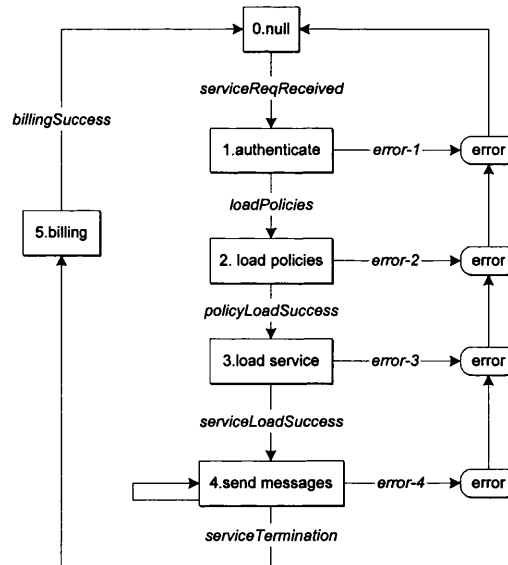 0.null
serviceReqReceived
billingSuccess
1.authenticate
error-1
error
loadPolicies
5.billing
2. load policies
error-2
error
policyLoadSuccess
3.load service
error-3
error
serviceLoadSuccess
4.send messages
error-4
error
serviceTermination